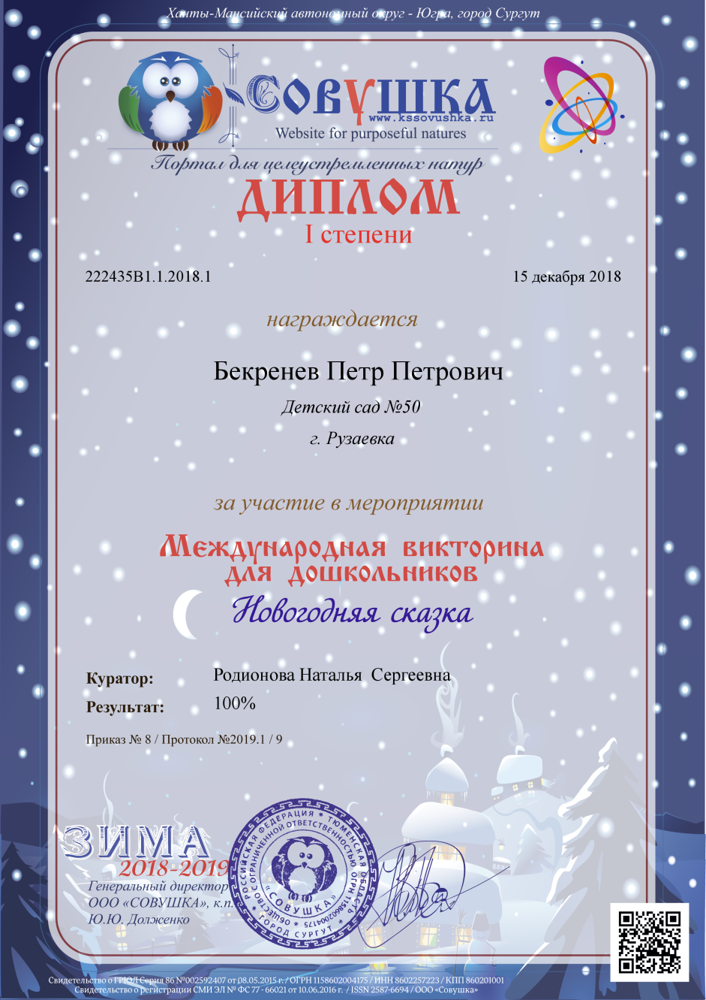 Ханты-Мансийский автономный округ - Югра, город Сургут
Совушка
www.kssovushka.ru
Website for purposeful natures
Портал для целеустремленных натур
ДИПЛОМ
I степени
222435В1.1.2018.1
15 декабря 2018
награждается
Бекренев Петр Петрович
Детский сад №50
г. Рузаевка
за участие в мероприятии
Международная викторина
для дошкольников
Новогодняя сказка
Куратор: Родионова Наталья Сергеевна
Результат: 100%
Приказ № 8 / Протокол №2019.1 / 9
ЗИМА
2018-2019
Генеральный директор
ООО «СОВУШКА», к.п.
Ю.Ю. Долженко
РОССИЙСКАЯ ФЕДЕРАЦИЯ * ТЮМЕНСКАЯ ОБЛАСТЬ * ГОРОД СУРГУТ *
ОБЩЕСТВО С ОГРАНИЧЕННОЙ ОТВЕТСТВЕННОСТЬЮ ОГРН 1158602004175 *
«СОВУШКА»
Свидетельство о ГРЮЛ Серия 86 №002592407 от 08.05.2015 г. / ОГРН 1158602004175 / ИНН 8602257223 / КПП 860201001
Свидетельство о регистрации СМИ ЭЛ № ФС 77 - 66021 от 10.06.2016 г. / ISSN 2587-6694 / ООО «Совушка»